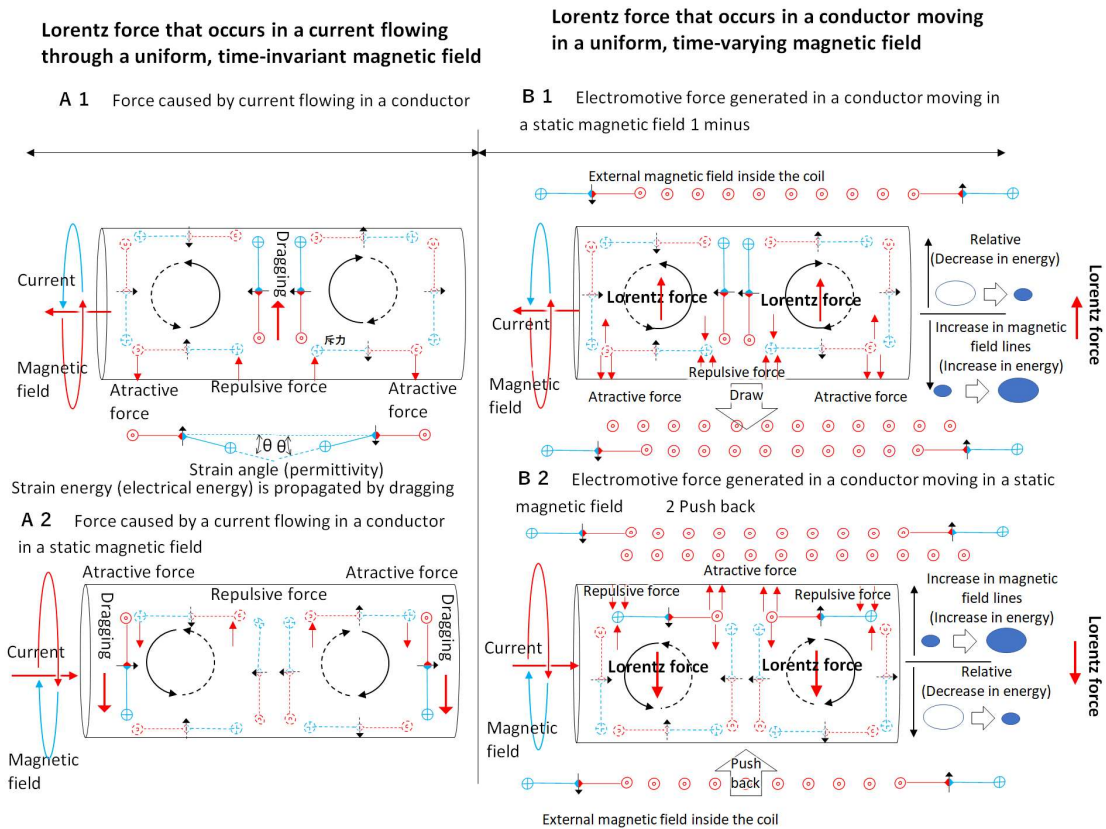 Lorentz force that occurs in a current flowing
through a uniform, time-invariant magnetic field
Lorentz force that occurs in a conductor moving
in a uniform, time-varying magnetic field
A 1 Force caused by current flowing in a conductor
Dragging
Current
Magnetic
field
斥力
Atractive
force
Repulsive force
Atractive
force
θ θ
Strain angle (permittivity)
Strain energy (electrical energy) is propagated by dragging
A 2 Force caused by a current flowing in a conductor
in a static magnetic field
Atractive force
Repulsive force
Atractive force
Dragging
Dragging
Current
Magnetic
field
B 1 Electromotive force generated in a conductor moving in
a static magnetic field 1 minus
External magnetic field inside the coil
Lorentz force
Lorentz force
Current
Magnetic
field
Repulsive force
Atractive force
Draw
Atractive force
Relative
(Decrease in energy)
Increase in magnetic
field lines
(Increase in energy)
Lorentz force
B 2 Electromotive force generated in a conductor moving in a static
magnetic field 2 Push back
Atractive force
Repulsive force
Repulsive force
Lorentz force
Lorentz force
Current
Magnetic
field
Push
back
External magnetic field inside the coil
Increase in magnetic
field lines
(Increase in energy)
Relative
(Decrease in energy)
Lorentz force